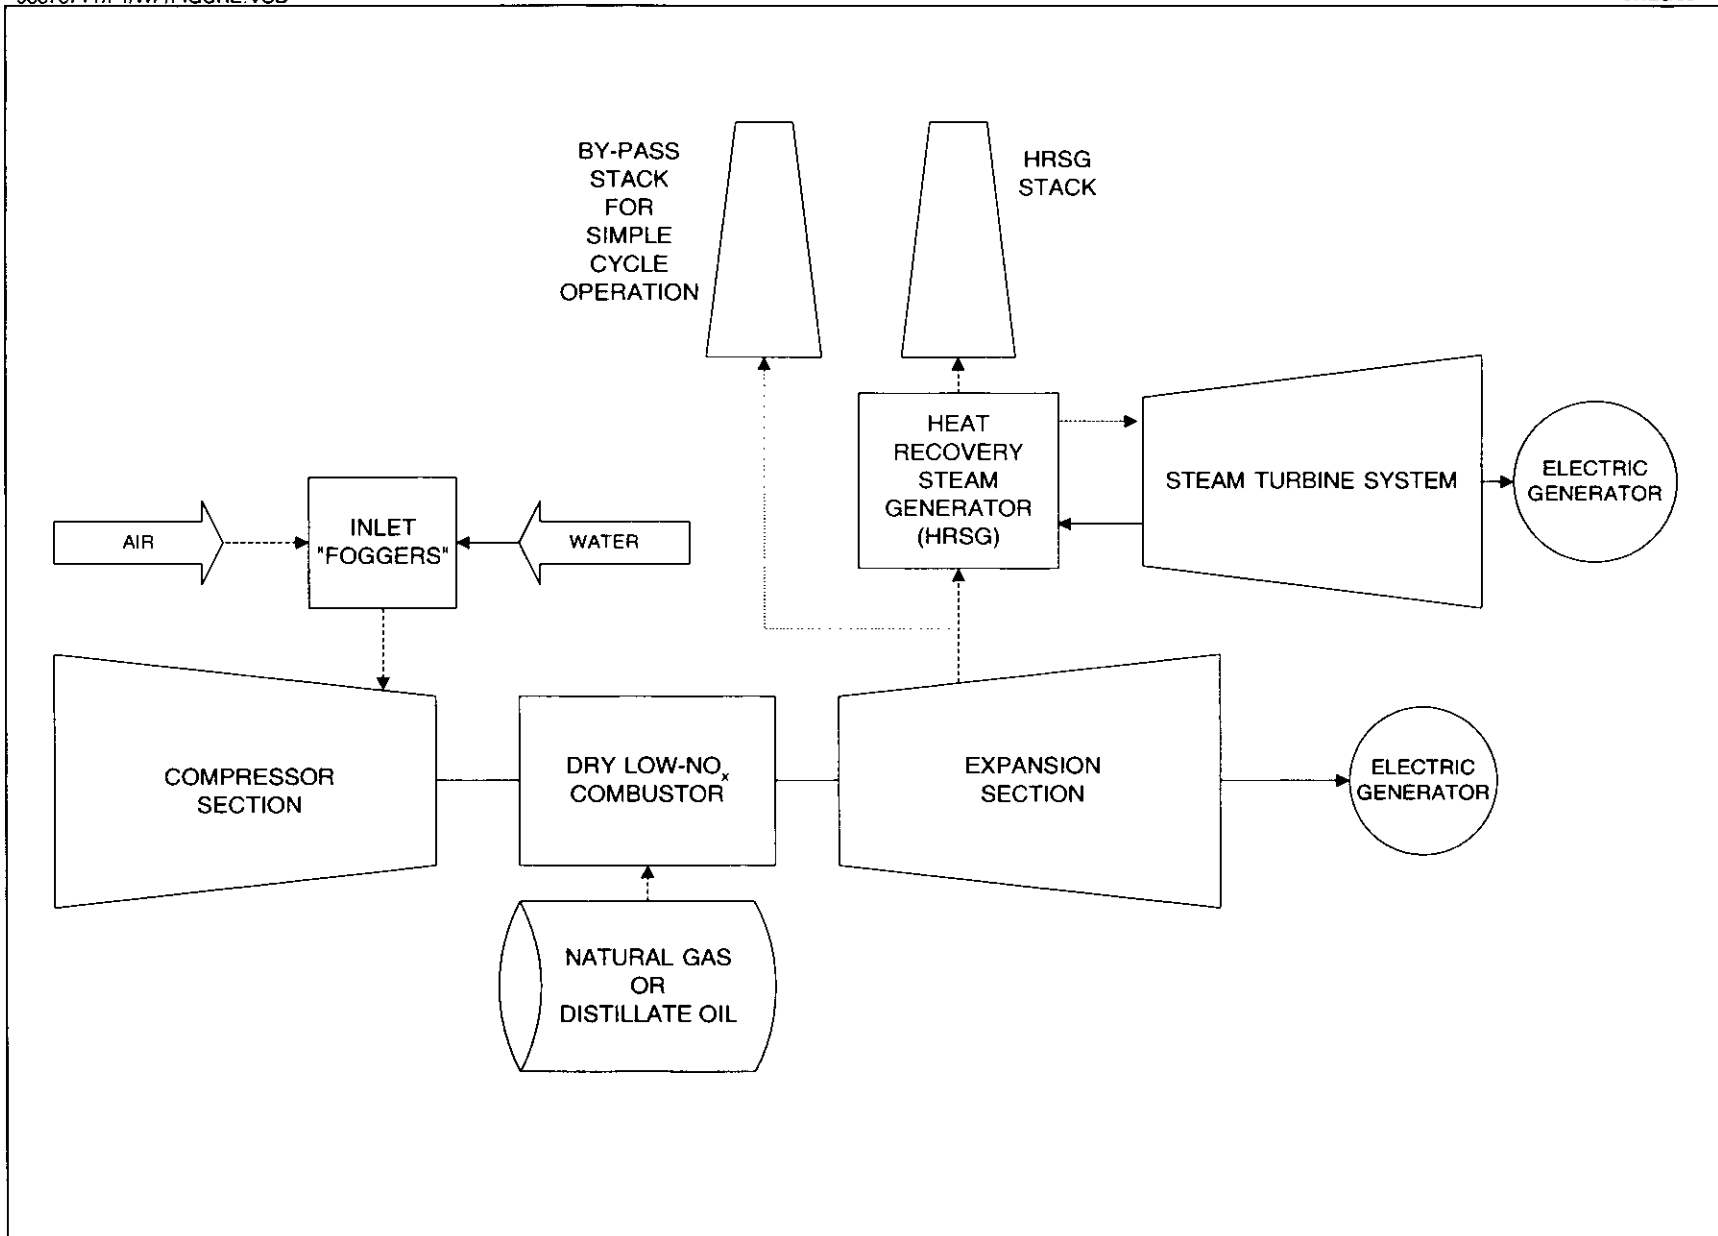 BY-PASS
STACK
FOR
SIMPLE
CYCLE
OPERATION
HRSG
STACK
HEAT
RECOVERY
STEAM
GENERATOR
(HRSG)
STEAM TURBINE SYSTEM
ELECTRIC
GENERATOR
AIR
INLET
"FOGGERS"
WATER
COMPRESSOR
SECTION
DRY LOW-NOₓ
COMBUSTOR
EXPANSION
SECTION
ELECTRIC
GENERATOR
NATURAL GAS
OR
DISTILLATE OIL